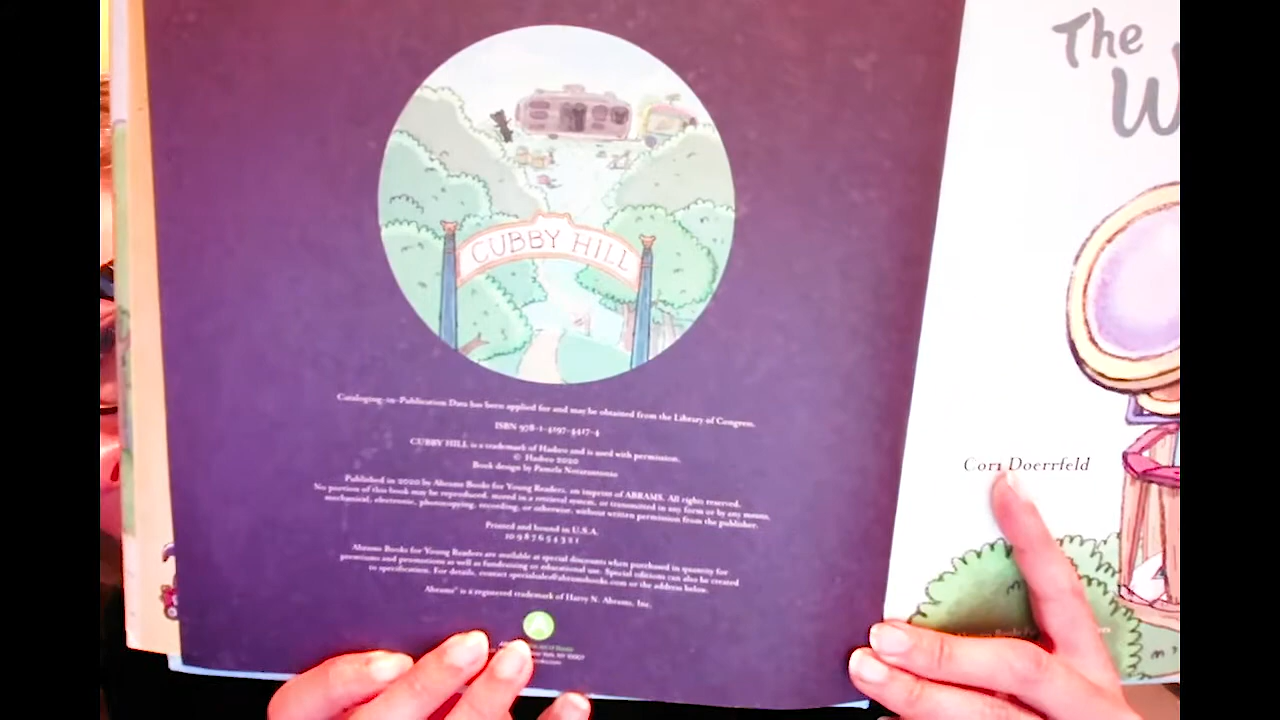 CUBBY HILL
Cataloging-in-Publication Data has been applied for and may be obtained from the Library of Congress.
ISBN 978-1-4197-4417-4
CUBBY HILL is a trademark of Hasbro and is used with permission.
© Hasbro 2020
Book design by Pamela Notarantonio
Published in 2020 by Abrams Books for Young Readers, an imprint of ABRAMS. All rights reserved.
No portion of this book may be reproduced, stored in a retrieval system, or transmitted in any form or by any means,
mechanical, electronic, photocopying, recording, or otherwise, without written permission from the publisher.
Printed and bound in U.S.A.
10 9 8 7 6 5 4 3 2 1
Abrams Books for Young Readers are available at special discounts when purchased in quantity for
premiums and promotions as well as fundraising or educational use. Special editions can also be created
to specification. For details, contact specialsales@abramsbooks.com or the address below.
Abrams® is a registered trademark of Harry N. Abrams, Inc.
The
W
Cori Doerrfeld